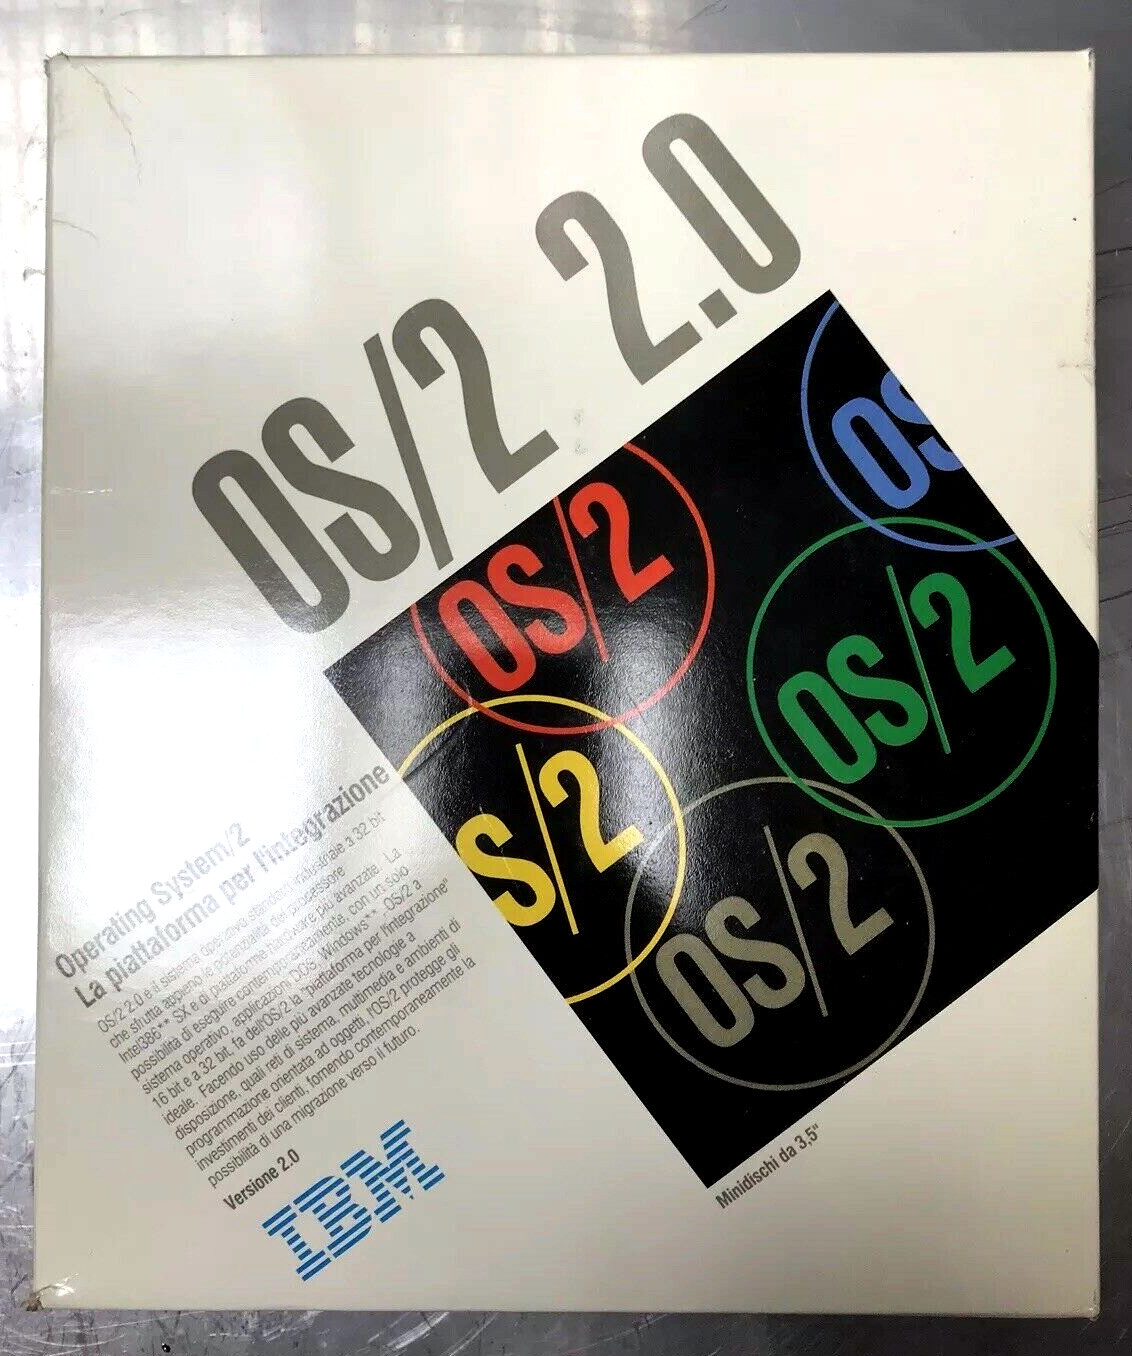 OS/2 2.0
OS
OS/2
OS/2
S/2
OS/2
Operating System/2
La piattaforma per l'integrazione
OS/2 2.0 è il sistema operativo standard industriale a 32 bit
che sfrutta appieno le potenzialità del processore
Intel386** SX e di piattaforme hardware più avanzate. La
possibilità di eseguire contemporaneamente, con un solo
sistema operativo, applicazioni DOS, Windows** OS/2 a
16 bit e a 32 bit, fa dell'OS/2 la "piattaforma per l'integrazione"
ideale. Facendo uso delle più avanzate tecnologie a
disposizione, quali reti di sistema, multimedia e ambienti di
programmazione orientata ad oggetti l'OS/2 protegge gli
investimenti dei clienti, fornendo contemporaneamente la
possibilità di una migrazione verso il futuro.
Versione 2.0
IBM
Minidischi da 3,5"